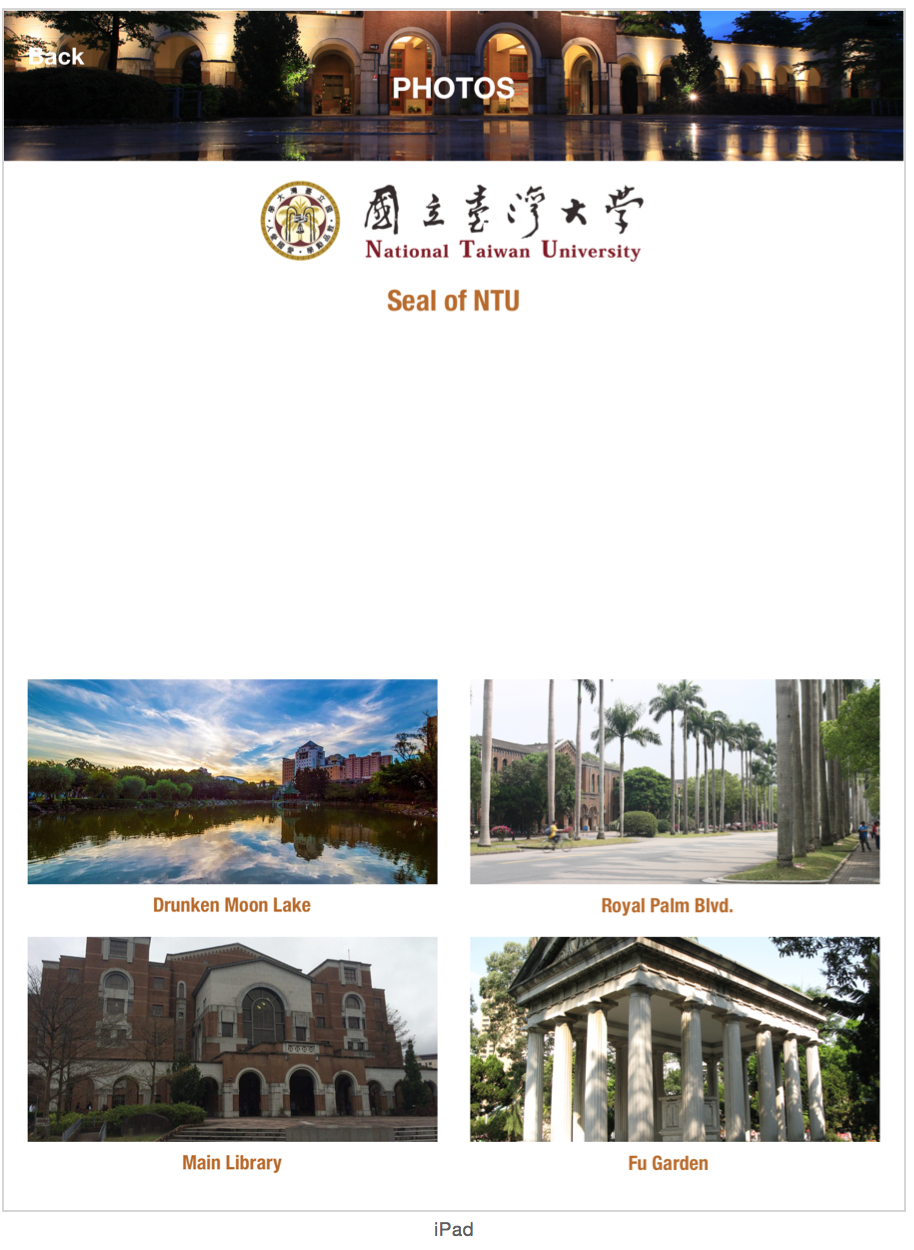 Back
PHOTOS
國立臺灣大學
National Taiwan University
Seal of NTU
Drunken Moon Lake
Royal Palm Blvd.
Main Library
Fu Garden
iPad